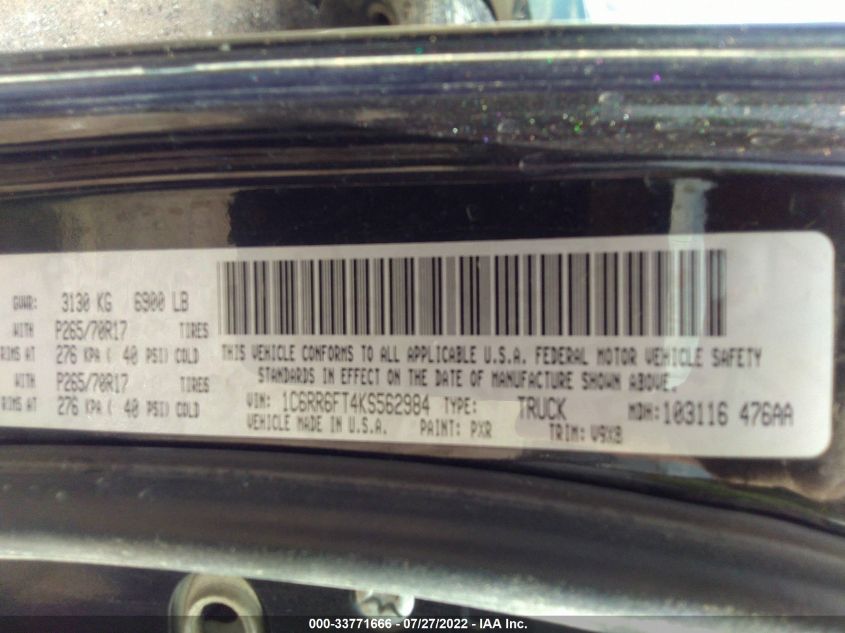 GVWR: 3130 KG 6900 LB
WITH P265/70R17 TIRES
RIMS AT 276 KPA ( 40 PSI) COLD
WITH P265/70R17 TIRES
RIMS AT 276 KPA ( 40 PSI) COLD
THIS VEHICLE CONFORMS TO ALL APPLICABLE U.S.A. FEDERAL MOTOR VEHICLE SAFETY
STANDARDS IN EFFECT ON THE DATE OF MANUFACTURE SHOWN ABOVE.
VIN: 1C6RR6FT4KS562984 TYPE: TRUCK MDH: 103116 476AA
VEHICLE MADE IN U.S.A. PAINT: PXR TRIM: V9X8
000-33771666 - 07/27/2022 - IAA Inc.